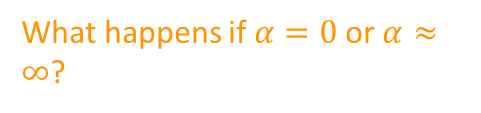 What happens if 𝛼 = 0 or 𝛼 ≈
∞?